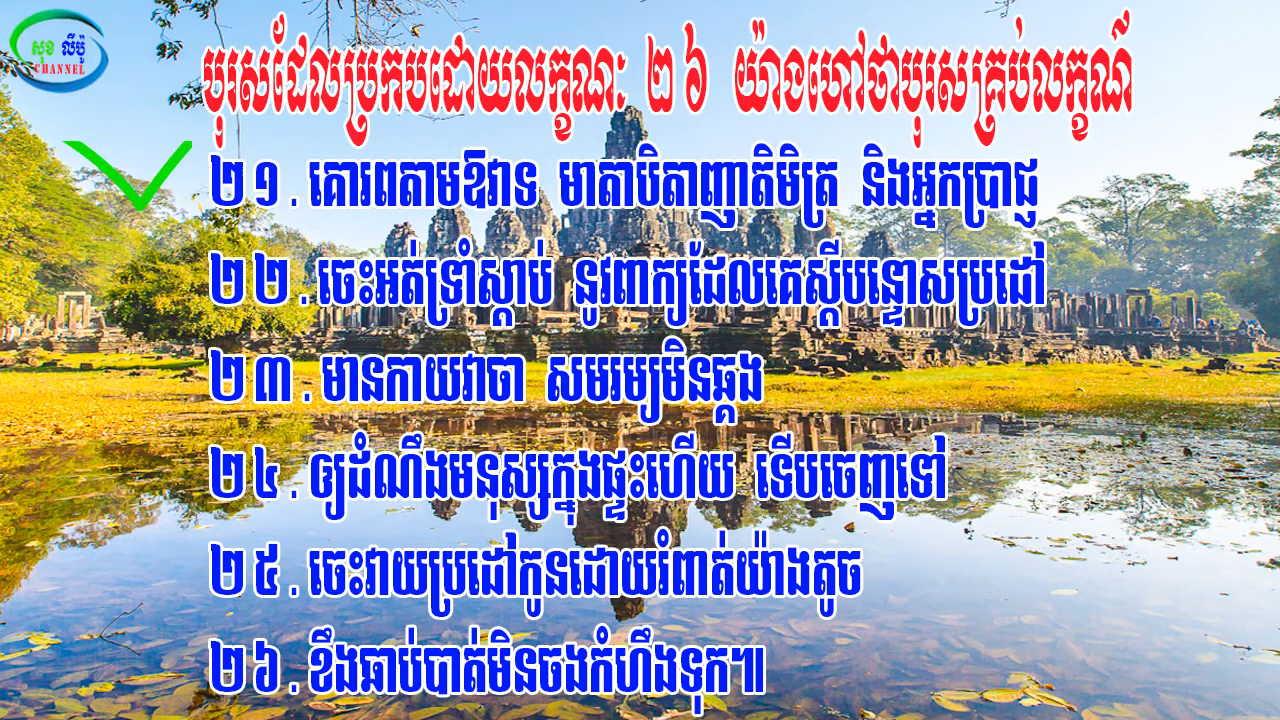 សុខ លីប៉ូ
CHANNEL
បុរសដែលប្រកបដោយលក្ខណៈ ២៦ យ៉ាងហៅថាបុរសគ្រប់លក្ខណ៍
២១.គោរពតាមឱវាទ មាតាបិតាញាតិមិត្រ និងអ្នកប្រាជ្ញ
២២.ចេះអត់ទ្រាំស្តាប់ នូវពាក្យដែលគេស្តីបន្ទោសប្រដៅ
២៣.មានកាយវាចា សមរម្យមិនឆ្គង
២៤.ឲ្យដំណឹងមនុស្សក្នុងផ្ទះហើយ ទើបចេញទៅ
២៥.ចេះវាយប្រដៅកូនដោយរំពាត់យ៉ាងតូច
២៦.ខឹងឆាប់បាត់មិនចងកំហឹងទុក៕